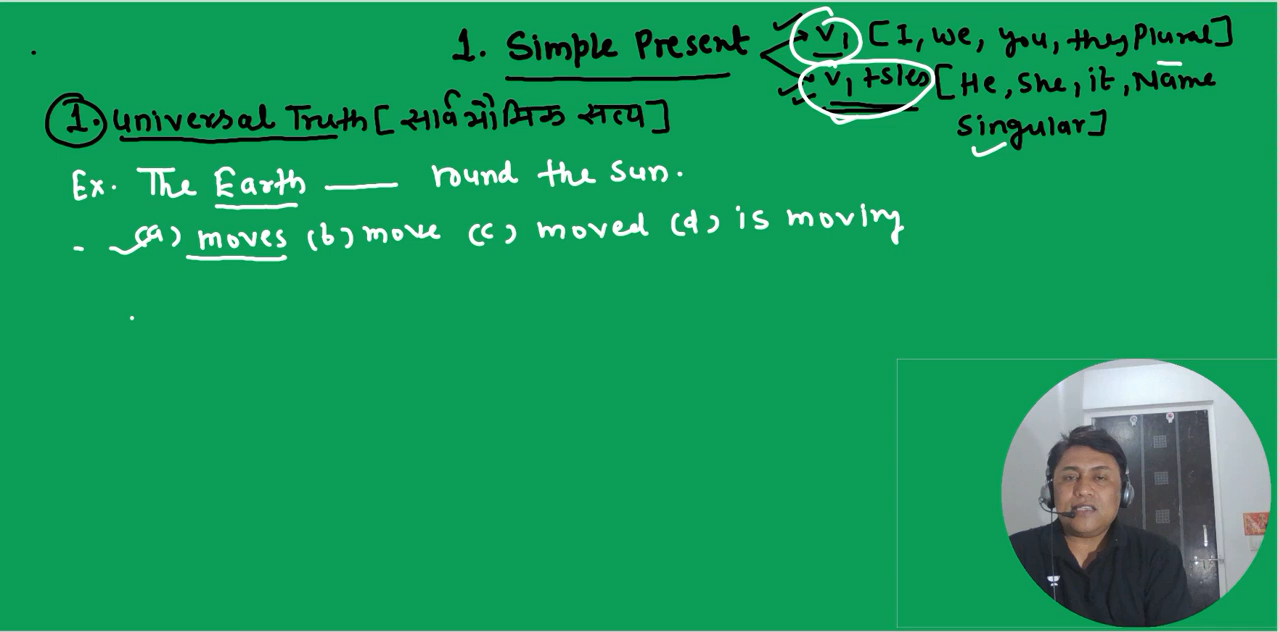 1. Simple Present
V1 [I, we, you, they Plural]
V1 + s/es [He, She, it, Name
Singular]
1. Universal Truth [सार्वभौमिक सत्य]
Ex. The Earth ___ round the Sun.
- (a) moves (b) move (c) moved (d) is moving